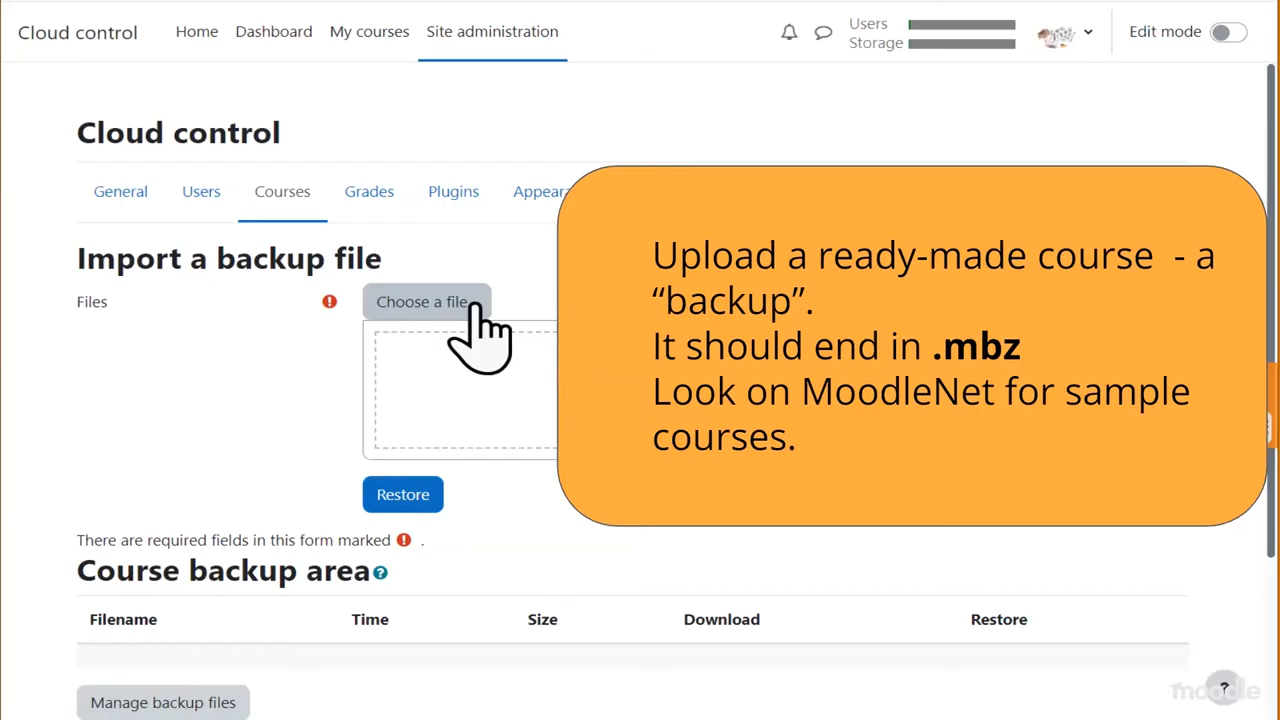 Cloud control Home Dashboard My courses Site administration Users Edit mode
Storage
Cloud control
General Users Courses Grades Plugins Appeara
Import a backup file
Files Choose a file
Upload a ready-made course - a
“backup”.
It should end in .mbz
Look on MoodleNet for sample
courses.
Restore
There are required fields in this form marked .
Course backup area ?
Filename Time Size Download Restore
Manage backup files
moodle
?